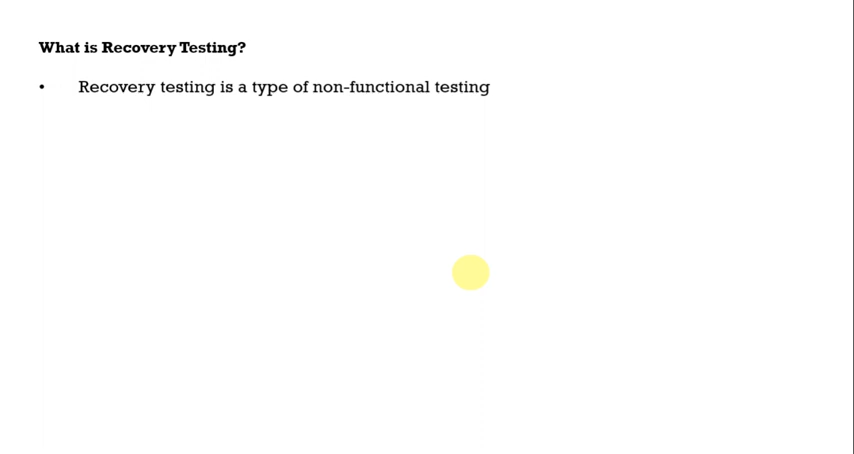 What is Recovery Testing?
• Recovery testing is a type of non-functional testing